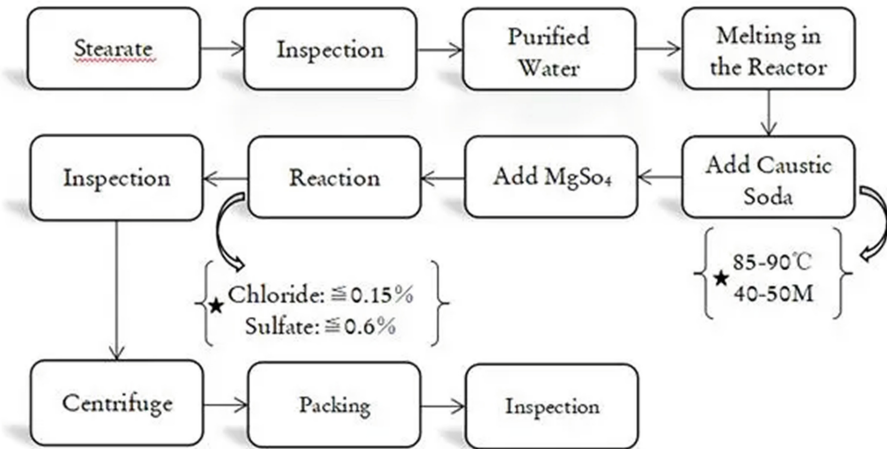 Stearate
Inspection
Purified
Water
Melting in
the Reactor
Add Caustic
Soda
★ 85-90℃
40-50M
Add MgSo₄
Reaction
★ Chloride: ≦0.15%
Sulfate: ≦0.6%
Inspection
Centrifuge
Packing
Inspection